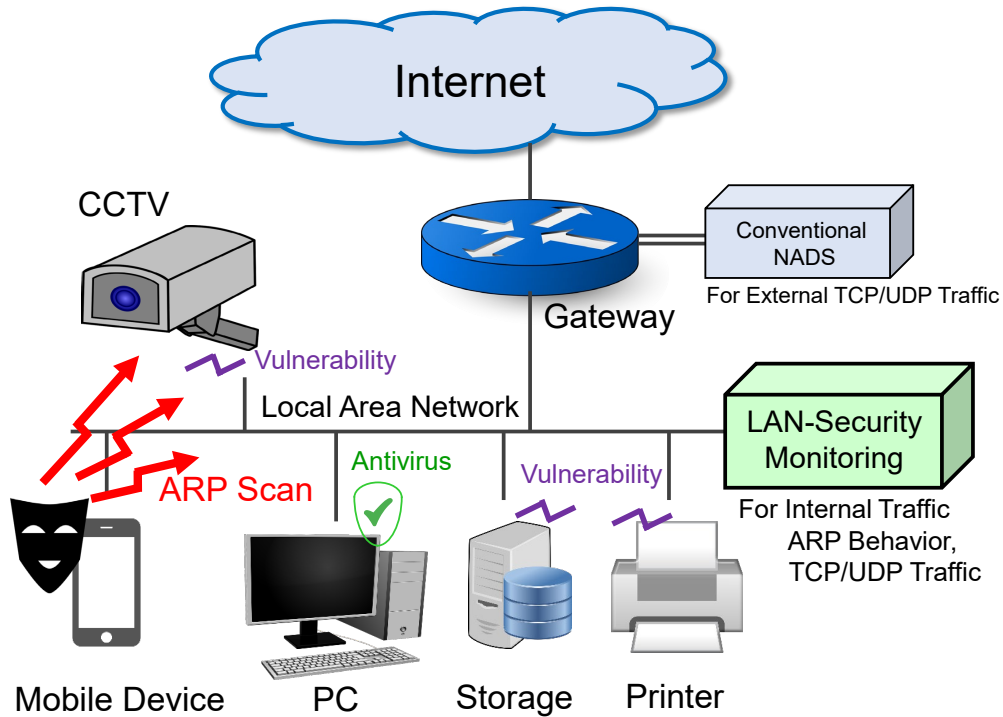 Internet
CCTV
Conventional
NADS
For External TCP/UDP Traffic
Gateway
Vulnerability
Local Area Network
LAN-Security
Monitoring
Antivirus
Vulnerability
ARP Scan
For Internal Traffic
ARP Behavior,
TCP/UDP Traffic
Mobile Device
PC
Storage
Printer